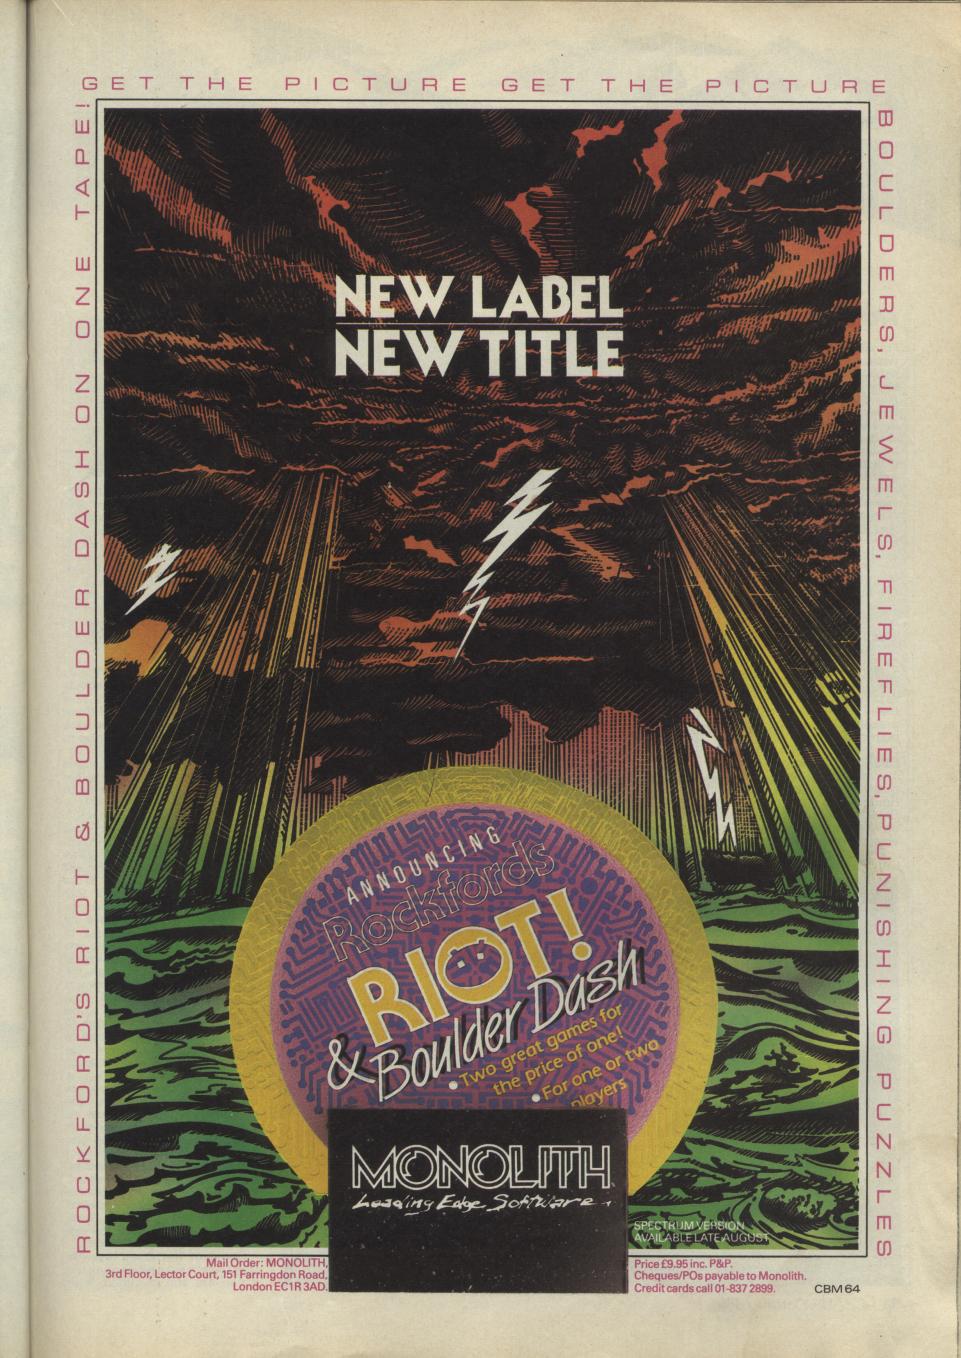 GET THE PICTURE GET THE PICTURE
BOULDERS, JEWELS, FIREFLIES, PUNISHING PUZZLES
ROCKFORD'S RIOT & BOULDER DASH ON ONE TAPE!
NEW LABEL
NEW TITLE
ANNOUNCING
Rockfords
RIOT!
& Boulder Dash
• Two great games for
the price of one!
• For one or two
players
MONOLITH
Leading Edge Software
SPECTRUM VERSION
AVAILABLE LATE AUGUST
Mail Order: MONOLITH,
3rd Floor, Lector Court, 151 Farringdon Road,
London EC1R 3AD.
Price £9.95 inc. P&P.
Cheques/POs payable to Monolith.
Credit cards call 01-837 2899.
CBM 64